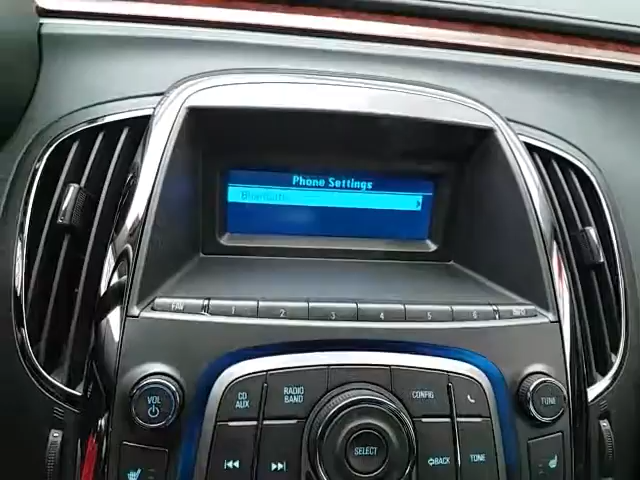 Phone Settings
Bluetooth
FAV 1 2 3 4 5 6 INFO
VOL
CD
AUX
RADIO
BAND
CONFIG
TUNE
SELECT
BACK
TONE